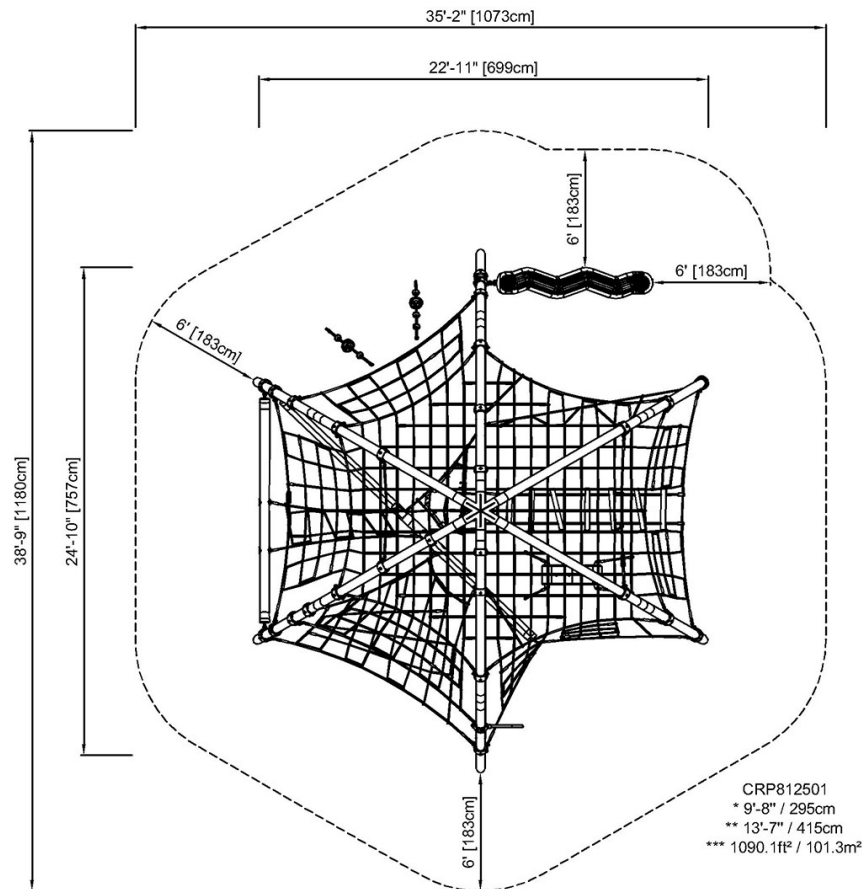 35'-2" [1073cm]
22'-11" [699cm]
6' [183cm]
6' [183cm]
6' [183cm]
38'-9" [1180cm]
24'-10" [757cm]
6' [183cm]
CRP812501
* 9'-8" / 295cm
** 13'-7" / 415cm
*** 1090.1ft² / 101.3m²